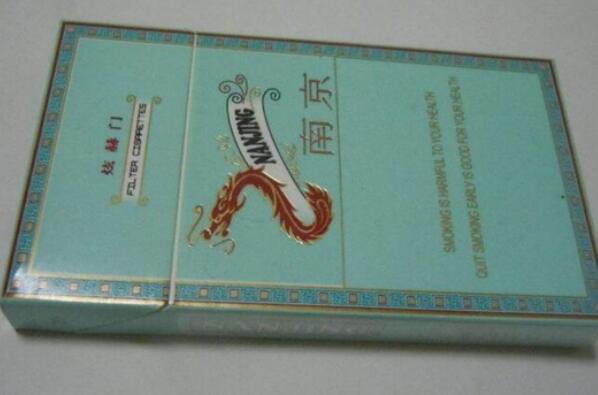 炫赫门
FILTER CIGARETTES
NANJING
南京
SMOKING IS HARMFUL TO YOUR HEALTH
QUIT SMOKING EARLY IS GOOD FOR YOUR HEALTH
NANJING